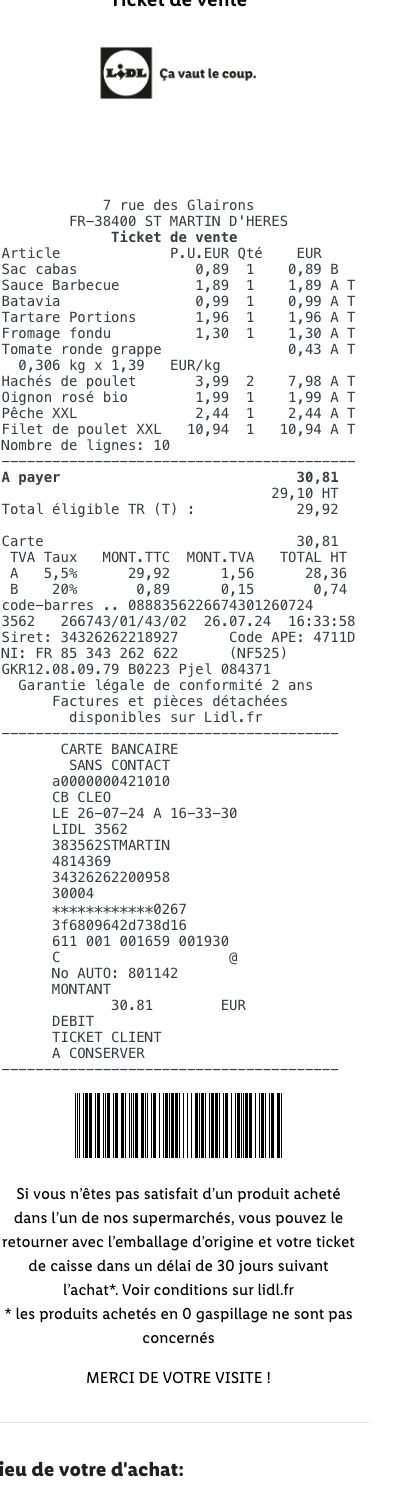 Ticket de vente
LIDL Ça vaut le coup.
7 rue des Glairons
FR-38400 ST MARTIN D'HERES
Ticket de vente
Article P.U.EUR Qté EUR
Sac cabas 0,89 1 0,89 B
Sauce Barbecue 1,89 1 1,89 A T
Batavia 0,99 1 0,99 A T
Tartare Portions 1,96 1 1,96 A T
Fromage fondu 1,30 1 1,30 A T
Tomate ronde grappe 0,43 A T
0,306 kg x 1,39 EUR/kg
Hachés de poulet 3,99 2 7,98 A T
Oignon rosé bio 1,99 1 1,99 A T
Pêche XXL 2,44 1 2,44 A T
Filet de poulet XXL 10,94 1 10,94 A T
Nombre de lignes: 10
A payer 30,81
29,10 HT
Total éligible TR (T) : 29,92
Carte 30,81
TVA Taux MONT.TTC MONT.TVA TOTAL HT
A 5,5% 29,92 1,56 28,36
B 20% 0,89 0,15 0,74
code-barres .. 0888356226674301260724
3562 266743/01/43/02 26.07.24 16:33:58
Siret: 34326262218927 Code APE: 4711D
NI: FR 85 343 262 622 (NF525)
GKR12.08.09.79 B0223 Pjel 084371
Garantie légale de conformité 2 ans
Factures et pièces détachées
disponibles sur Lidl.fr
CARTE BANCAIRE
SANS CONTACT
a0000000421010
CB CLEO
LE 26-07-24 A 16-33-30
LIDL 3562
383562STMARTIN
4814369
34326262200958
30004
************0267
3f6809642d738d16
611 001 001659 001930
C @
No AUTO: 801142
MONTANT
30.81 EUR
DEBIT
TICKET CLIENT
A CONSERVER
Si vous n'êtes pas satisfait d'un produit acheté
dans l'un de nos supermarchés, vous pouvez le
retourner avec l'emballage d'origine et votre ticket
de caisse dans un délai de 30 jours suivant
l'achat*. Voir conditions sur lidl.fr
* les produits achetés en 0 gaspillage ne sont pas
concernés
MERCI DE VOTRE VISITE !
ieu de votre d'achat: